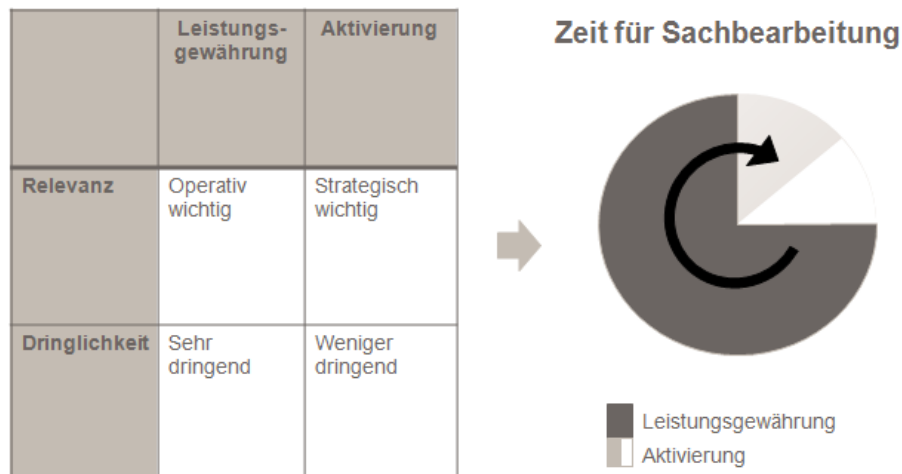 Leistungs-
gewährung
Aktivierung
Relevanz
Operativ
wichtig
Strategisch
wichtig
Dringlichkeit
Sehr
dringend
Weniger
dringend
Zeit für Sachbearbeitung
Leistungsgewährung
Aktivierung